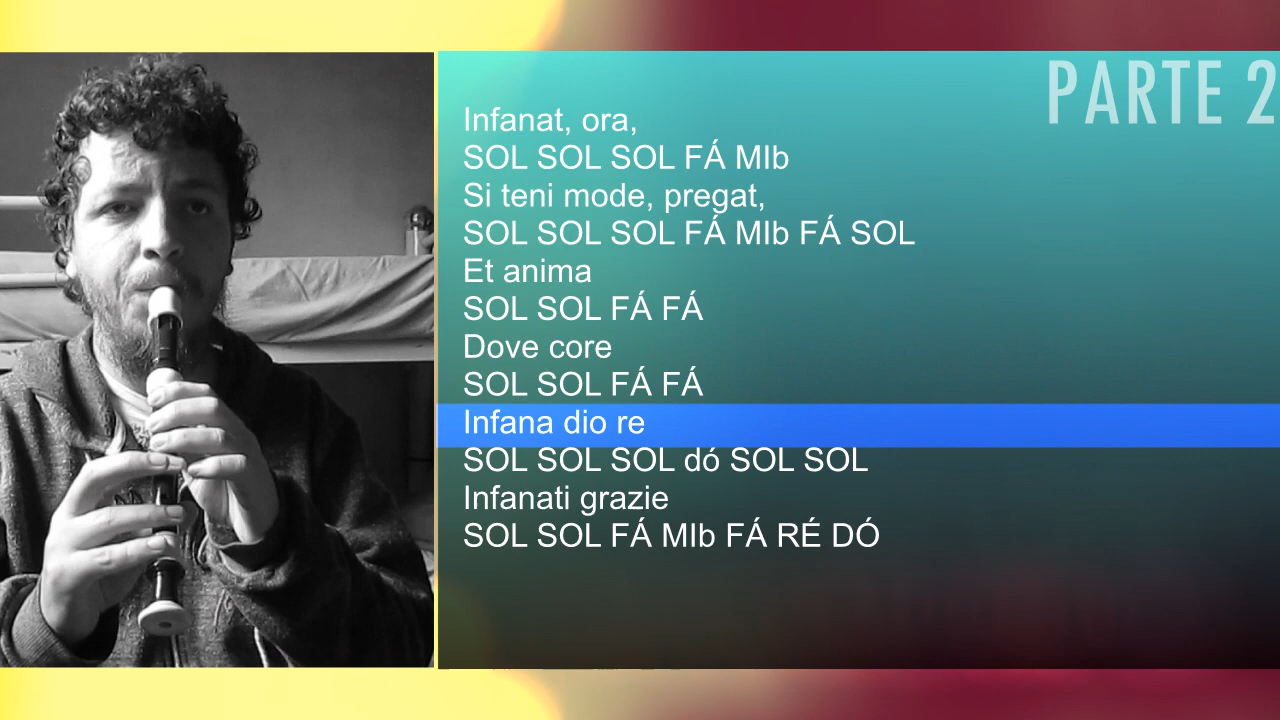 PARTE 2
Infanat, ora,
SOL SOL SOL FÁ MIb
Si teni mode, pregat,
SOL SOL SOL FÁ MIb FÁ SOL
Et anima
SOL SOL FÁ FÁ
Dove core
SOL SOL FÁ FÁ
Infana dio re
SOL SOL SOL dó SOL SOL
Infanati grazie
SOL SOL FÁ MIb FÁ RÉ DÓ